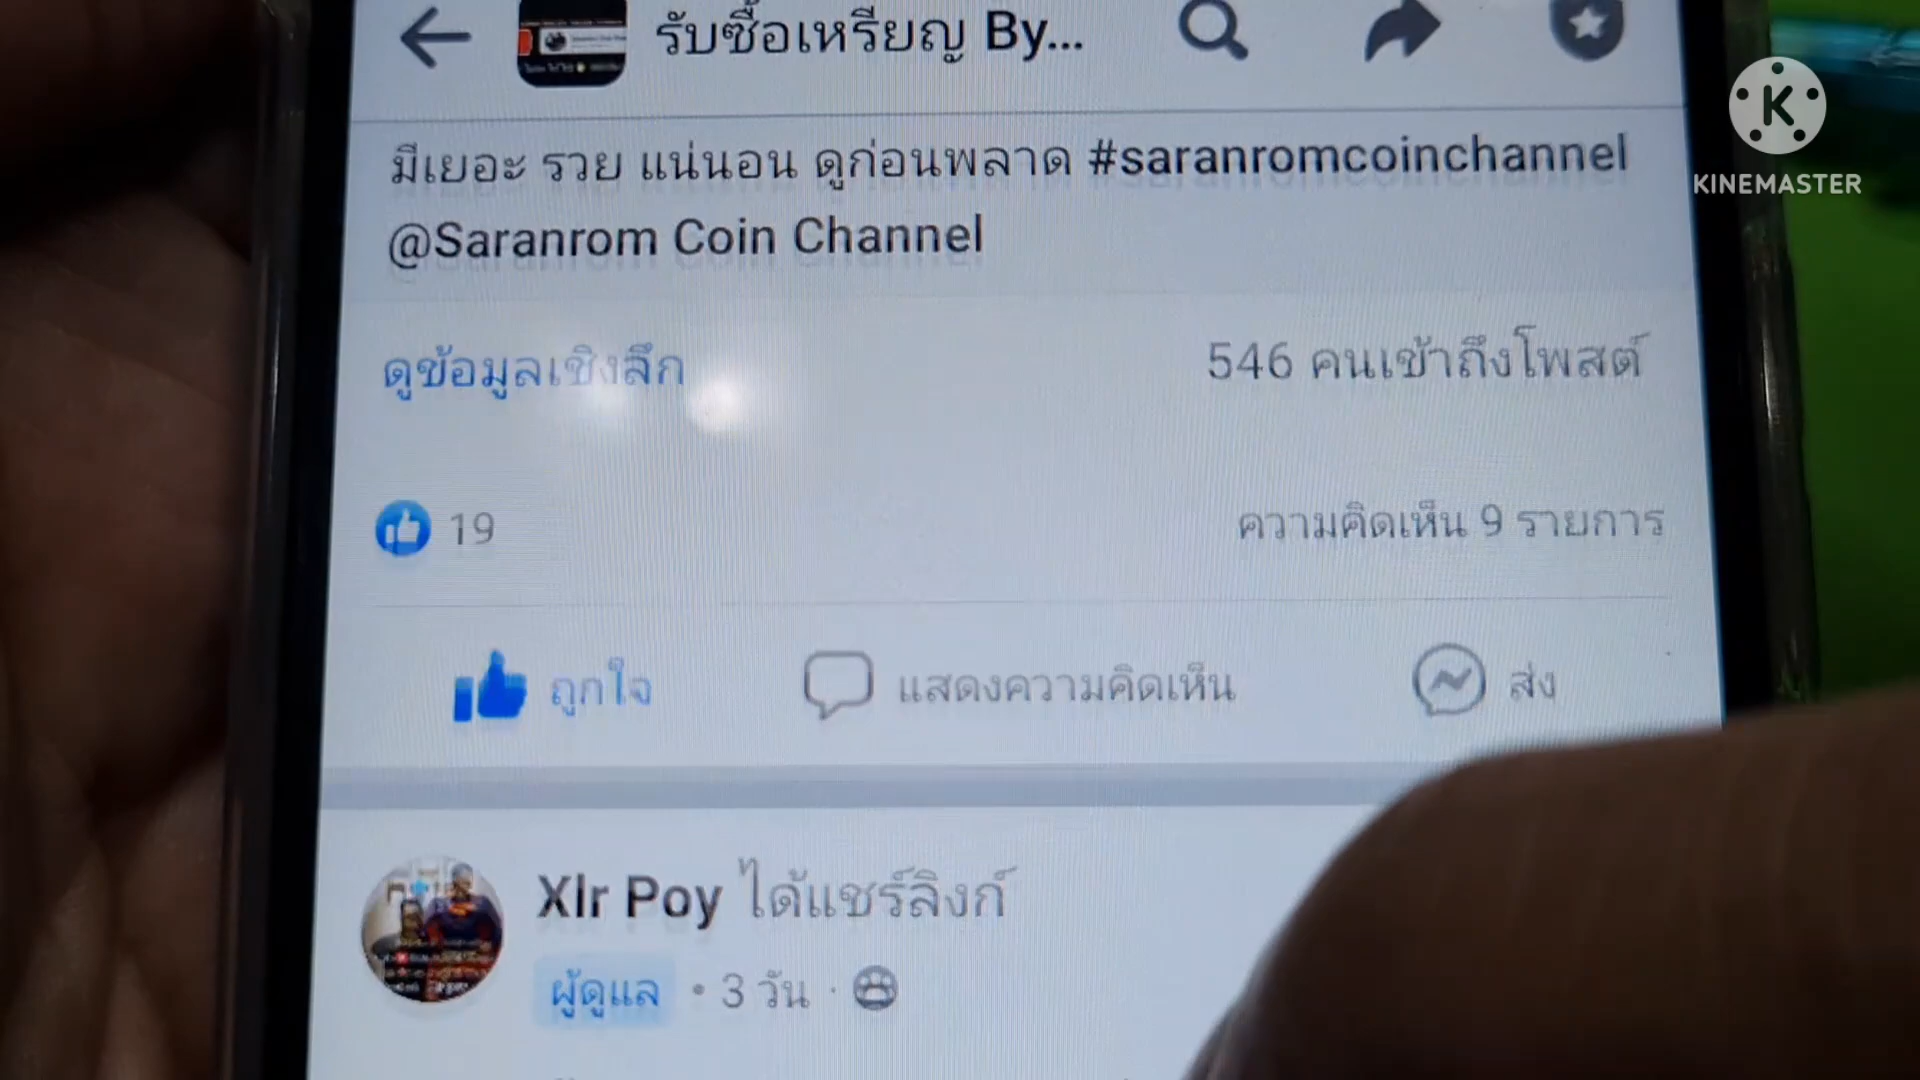 รับซื้อเหรียญ By...
KINEMASTER
มีเยอะ รวย แน่นอน ดูก่อนพลาด #saranromcoinchannel
@Saranrom Coin Channel
ดูข้อมูลเชิงลึก
546 คนเข้าถึงโพสต์
19
ความคิดเห็น 9 รายการ
ถูกใจ
แสดงความคิดเห็น
ส่ง
Xlr Poy ได้แชร์ลิงก์
ผู้ดูแล • 3 วัน ·